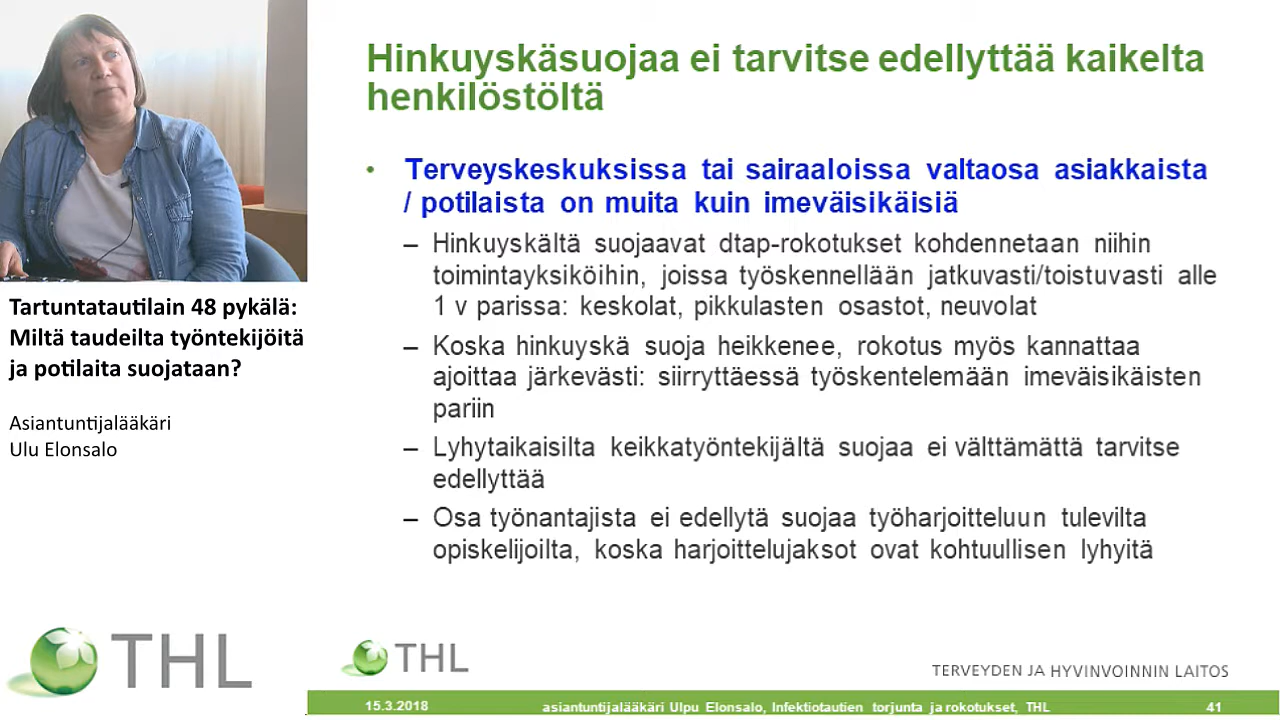 Hinkuyskäsuojaa ei tarvitse edellyttää kaikelta
henkilöstöltä
• Terveyskeskuksissa tai sairaaloissa valtaosa asiakkaista
/ potilaista on muita kuin imeväisikäisiä
– Hinkuyskältä suojaavat dtap-rokotukset kohdennetaan niihin
toimintayksiköihin, joissa työskennellään jatkuvasti/toistuvasti alle
1 v parissa: keskolat, pikkulasten osastot, neuvolat
– Koska hinkuyskä suoja heikkenee, rokotus myös kannattaa
ajoittaa järkevästi: siirryttäessä työskentelemään imeväisikäisten
pariin
– Lyhytaikaisilta keikkatyöntekijältä suojaa ei välttämättä tarvitse
edellyttää
– Osa työnantajista ei edellytä suojaa työharjoitteluun tulevilta
opiskelijoilta, koska harjoittelujaksot ovat kohtuullisen lyhyitä
Tartuntatautilain 48 pykälä:
Miltä taudeilta työntekijöitä
ja potilaita suojataan?
Asiantuntijalääkäri
Ulu Elonsalo
THL
THL
TERVEYDEN JA HYVINVOINNIN LAITOS
15.3.2018
asiantuntijalääkäri Ulpu Elonsalo, Infektiotautien torjunta ja rokotukset, THL
41